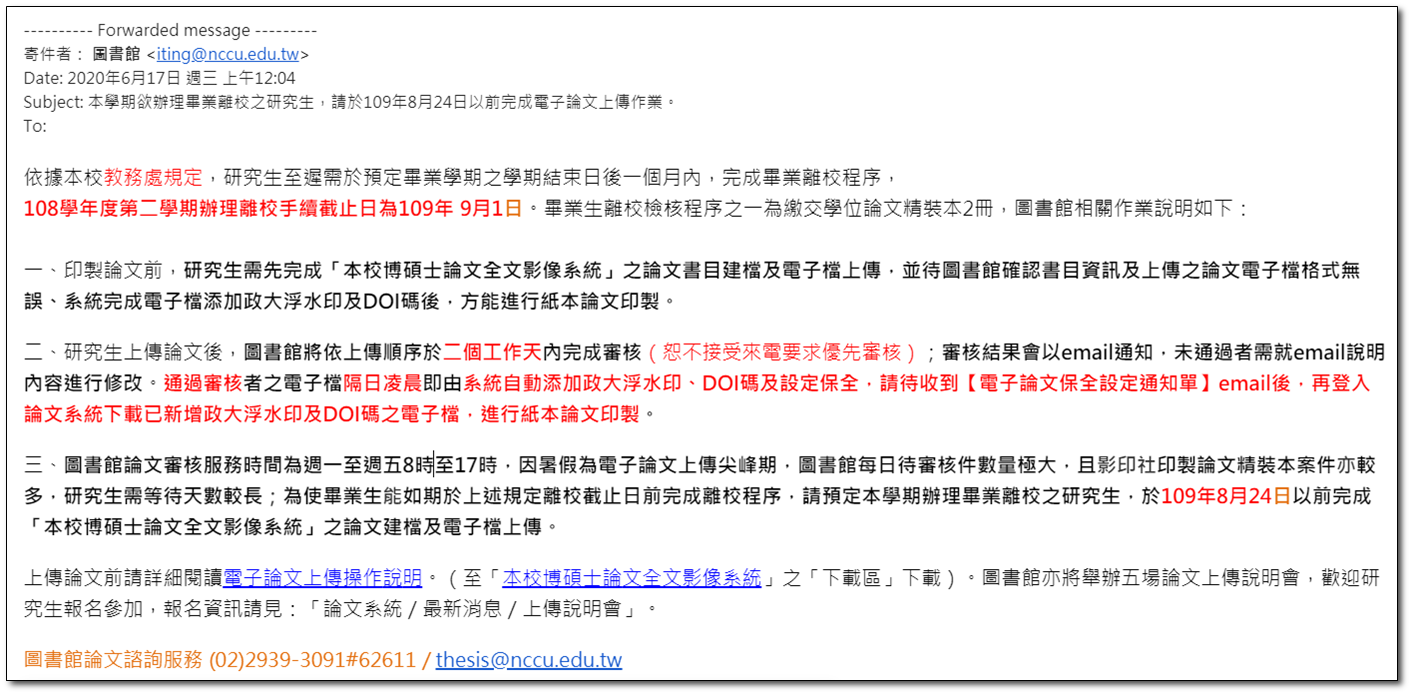 ---------- Forwarded message ---------
寄件者： 圖書館 <iting@nccu.edu.tw>
Date: 2020年6月17日 週三 上午12:04
Subject: 本學期欲辦理畢業離校之研究生，請於109年8月24日以前完成電子論文上傳作業。
To:
依據本校教務處規定，研究生至遲需於預定畢業學期之學期結束日後一個月內，完成畢業離校程序，
108學年度第二學期辦理離校手續截止日為109年 9月1日。畢業生離校檢核程序之一為繳交學位論文精裝本2冊，圖書館相關作業說明如下：
一、印製論文前，研究生需先完成「本校博碩士論文全文影像系統」之論文書目建檔及電子檔上傳，並待圖書館確認書目資訊及上傳之論文電子檔格式無
誤、系統完成電子檔添加政大浮水印及DOI碼後，方能進行紙本論文印製。
二、研究生上傳論文後，圖書館將依上傳順序於二個工作天內完成審核（恕不接受來電要求優先審核）；審核結果會以email通知，未通過者需就email說明
內容進行修改。通過審核者之電子檔隔日凌晨即由系統自動添加政大浮水印、DOI碼及設定保全，請待收到【電子論文保全設定通知單】email後，再登入
論文系統下載已新增政大浮水印及DOI碼之電子檔，進行紙本論文印製。
三、圖書館論文審核服務時間為週一至週五8時至17時，因暑假為電子論文上傳尖峰期，圖書館每日待審核件數量極大，且影印社印製論文精裝本案件亦較
多，研究生需等待天數較長；為使畢業生能如期於上述規定離校截止日前完成離校程序，請預定本學期辦理畢業離校之研究生，於109年8月24日以前完成
「本校博碩士論文全文影像系統」之論文建檔及電子檔上傳。
上傳論文前請詳細閱讀電子論文上傳操作說明。（至「本校博碩士論文全文影像系統」之「下載區」下載）。圖書館亦將舉辦五場論文上傳說明會，歡迎研
究生報名參加，報名資訊請見：「論文系統 / 最新消息 / 上傳說明會」。
圖書館論文諮詢服務 (02)2939-3091#62611 / thesis@nccu.edu.tw